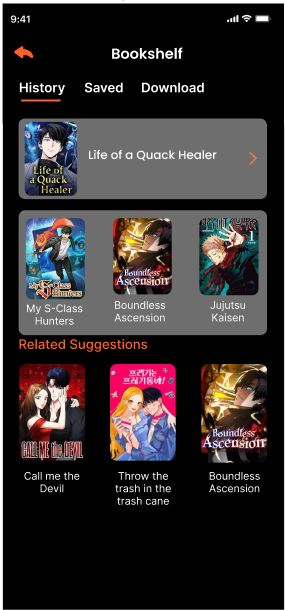 9:41
Bookshelf
History Saved Download
Life of
a Quack
Healer
Life of a Quack Healer
My S-Class
Hunters
Boundless
Ascension
1
My S-Class
Hunters
Boundless
Ascension
Jujutsu
Kaisen
Related Suggestions
CALL ME the DEVIL
프레기는
쓰레기통에!
Boundless
Ascension
Call me the
Devil
Throw the
trash in the
trash cane
Boundless
Ascension